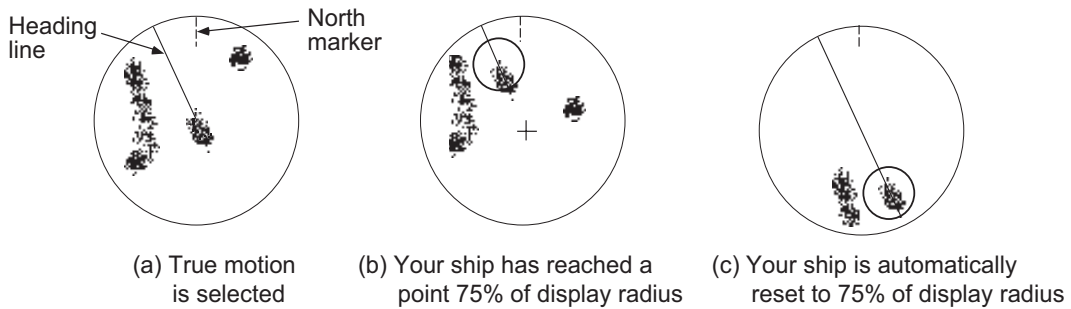 Heading
line
North
marker
(a) True motion
is selected
(b) Your ship has reached a
point 75% of display radius
(c) Your ship is automatically
reset to 75% of display radius